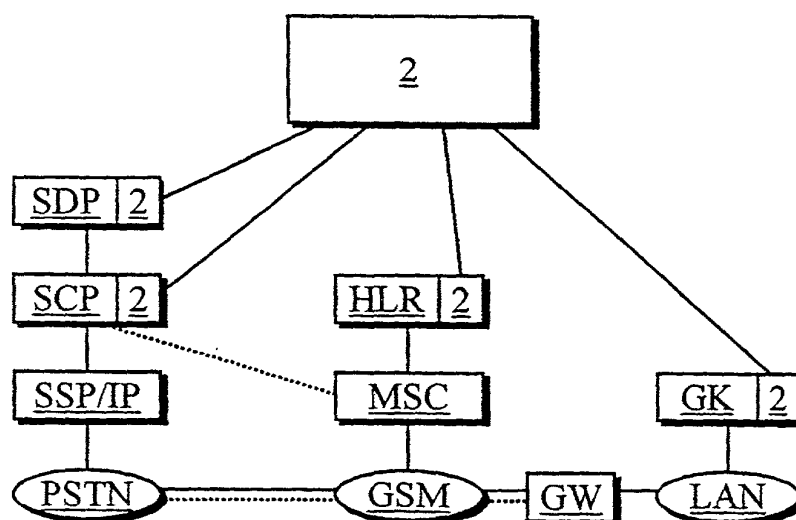 2
SDP 2
SCP 2
HLR 2
SSP/IP
MSC
GK 2
PSTN
GSM
GW
LAN